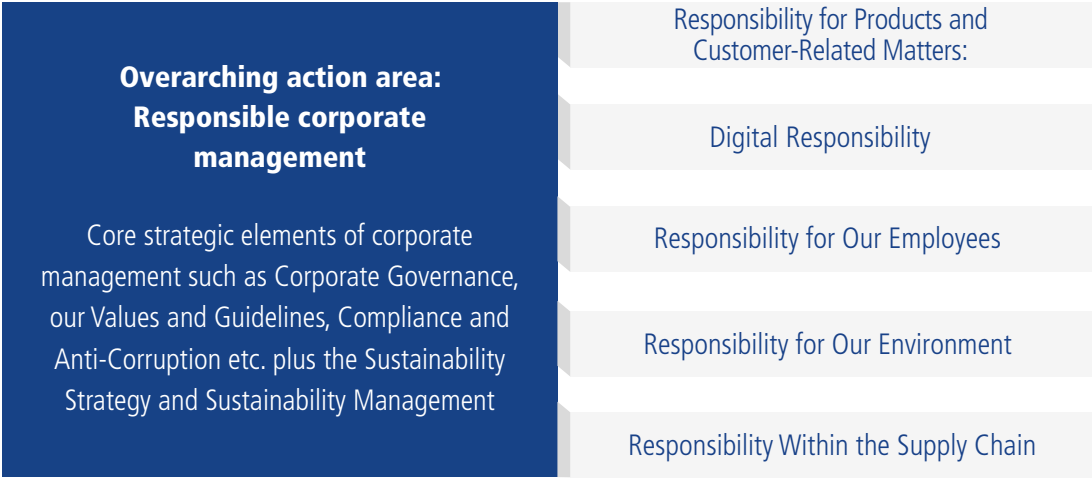 Overarching action area:
Responsible corporate
management
Core strategic elements of corporate
management such as Corporate Governance,
our Values and Guidelines, Compliance and
Anti-Corruption etc. plus the Sustainability
Strategy and Sustainability Management
Responsibility for Products and
Customer-Related Matters:
Digital Responsibility
Responsibility for Our Employees
Responsibility for Our Environment
Responsibility Within the Supply Chain